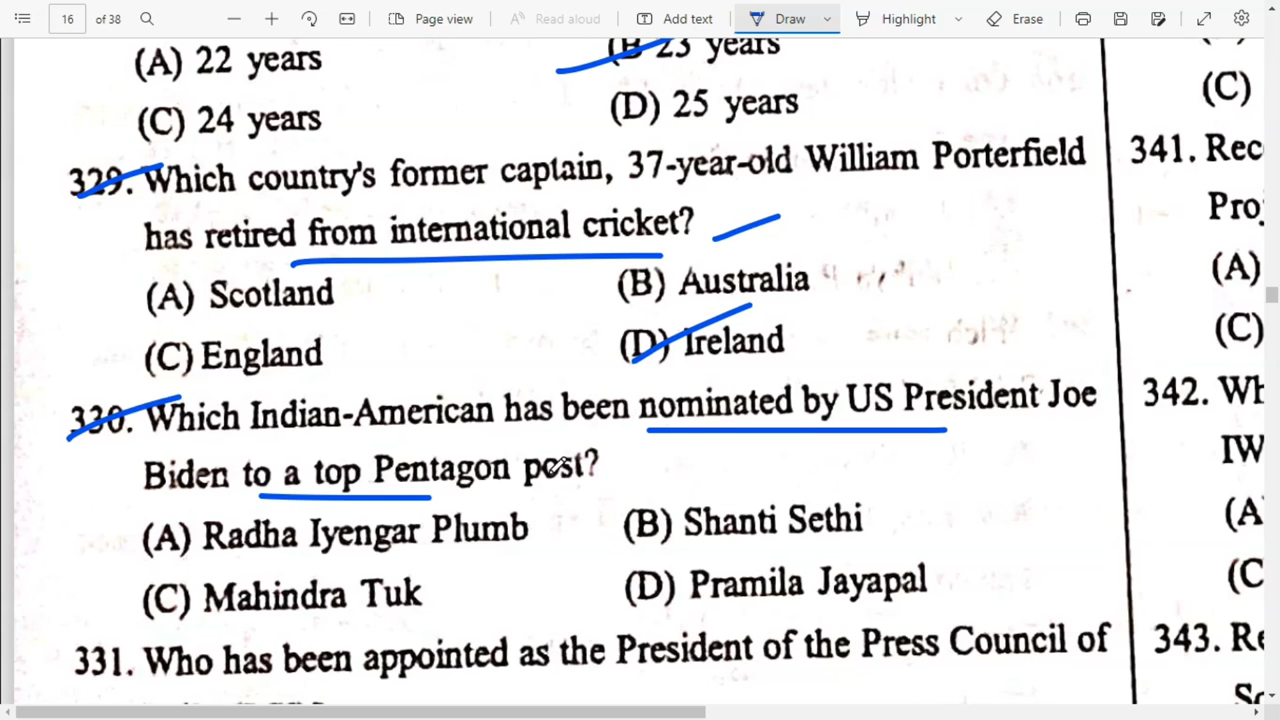 16 of 38 Page view Read aloud Add text Draw Highlight Erase
(A) 22 years (B 23 years
(C) 24 years (D) 25 years (C)
329. Which country's former captain, 37-year-old William Porterfield 341. Rec
has retired from international cricket? Proj
(A) Scotland (B) Australia (A)
(C) England (D) Ireland (C)
330. Which Indian-American has been nominated by US President Joe 342. Wh
Biden to a top Pentagon post? IW
(A) Radha Iyengar Plumb (B) Shanti Sethi (A
(C) Mahindra Tuk (D) Pramila Jayapal (C
331. Who has been appointed as the President of the Press Council of 343. Re